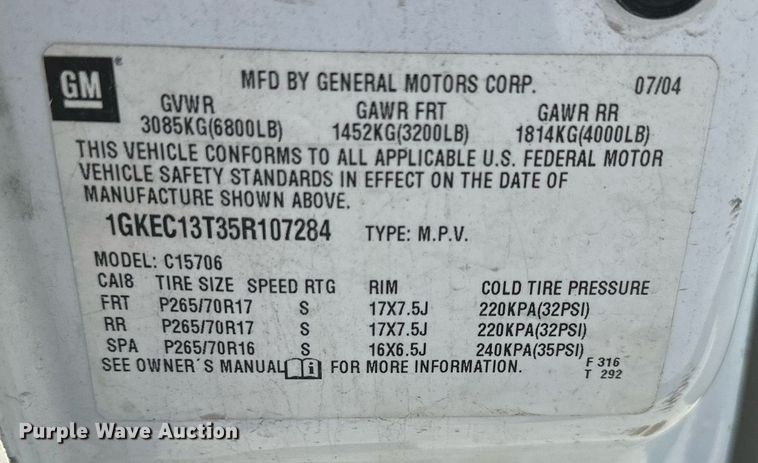 GM®
MFD BY GENERAL MOTORS CORP. 07/04
GVWR GAWR FRT GAWR RR
3085KG(6800LB) 1452KG(3200LB) 1814KG(4000LB)
THIS VEHICLE CONFORMS TO ALL APPLICABLE U.S. FEDERAL MOTOR
VEHICLE SAFETY STANDARDS IN EFFECT ON THE DATE OF
MANUFACTURE SHOWN ABOVE.
1GKEC13T35R107284 TYPE: M.P.V.
MODEL: C15706
CAI8 TIRE SIZE SPEED RTG RIM COLD TIRE PRESSURE
FRT P265/70R17 S 17X7.5J 220KPA(32PSI)
RR P265/70R17 S 17X7.5J 220KPA(32PSI)
SPA P265/70R16 S 16X6.5J 240KPA(35PSI)
SEE OWNER´S MANUAL i FOR MORE INFORMATION. F 316
T 292
Purple Wave Auction